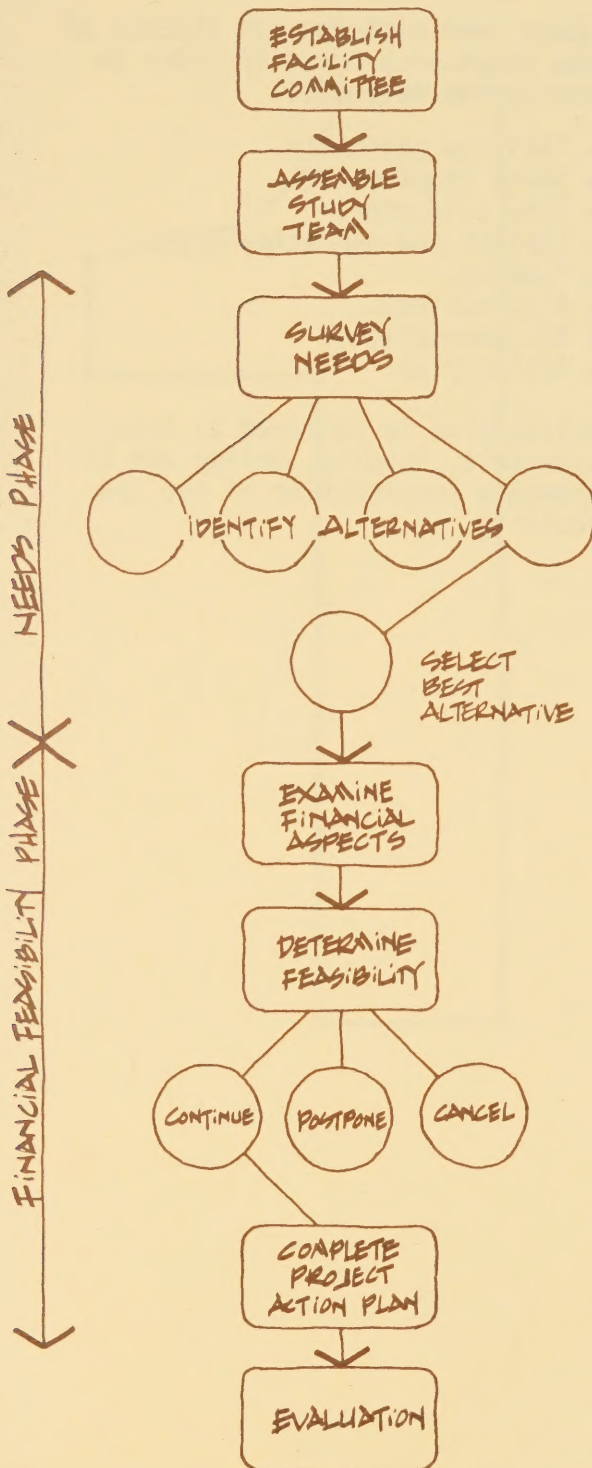 ESTABLISH
FACILITY
COMMITTEE
ASSEMBLE
STUDY
TEAM
SURVEY
NEEDS
NEEDS PHASE
IDENTIFY ALTERNATIVES
SELECT
BEST
ALTERNATIVE
FINANCIAL FEASIBILITY PHASE
EXAMINE
FINANCIAL
ASPECTS
DETERMINE
FEASIBILITY
CONTINUE
POSTPONE
CANCEL
COMPLETE
PROJECT
ACTION PLAN
EVALUATION